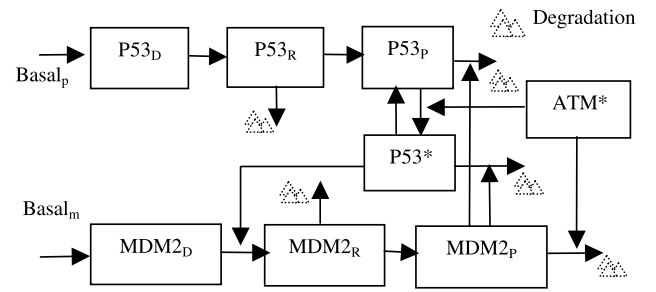 Degradation
P53D
P53R
P53P
Basalp
ATM*
P53*
Basalm
MDM2D
MDM2R
MDM2P